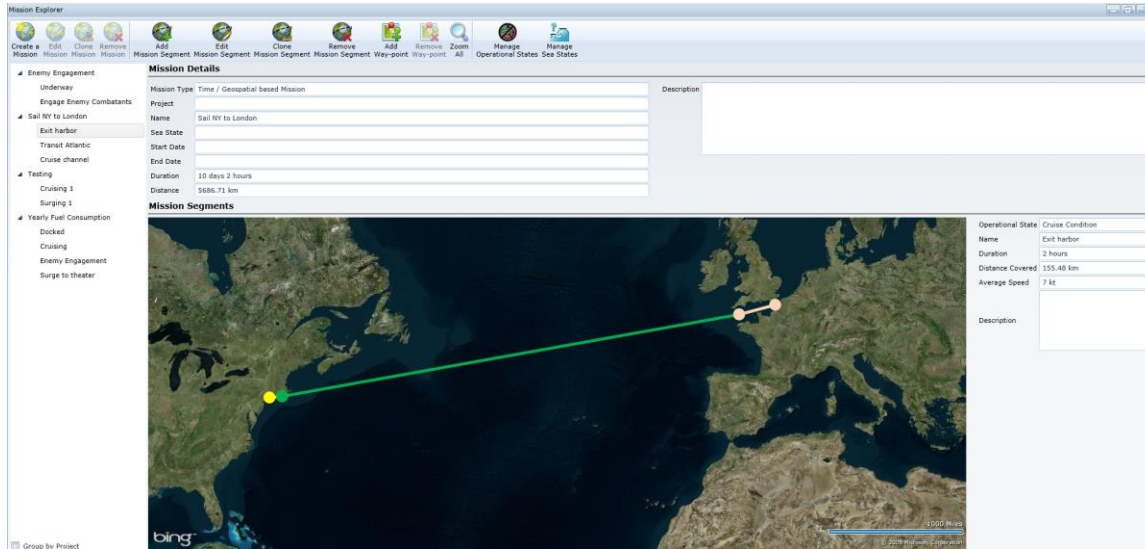 Mission Explorer
Create a Mission
Edit Mission
Clone Mission
Remove Mission
Add Mission Segment
Edit Mission Segment
Clone Mission Segment
Remove Mission Segment
Add Way-point
Remove Way-point
Zoom All
Manage Operational States
Manage Sea States
Enemy Engagement
Underway
Engage Enemy Combatants
Sail NY to London
Exit harbor
Transit Atlantic
Cruise channel
Testing
Cruising 1
Surging 1
Yearly Fuel Consumption
Docked
Cruising
Enemy Engagement
Surge to theater
Group by Project
Mission Details
Mission Type Time / Geospatial based Mission
Project
Name Sail NY to London
Sea State
Start Date
End Date
Duration 10 days 2 hours
Distance 5686.71 km
Description
Mission Segments
bing
1000 Miles
© 2009 Microsoft Corporation
Operational State Cruise Condition
Name Exit harbor
Duration 2 hours
Distance Covered 155.48 km
Average Speed 7 kt
Description